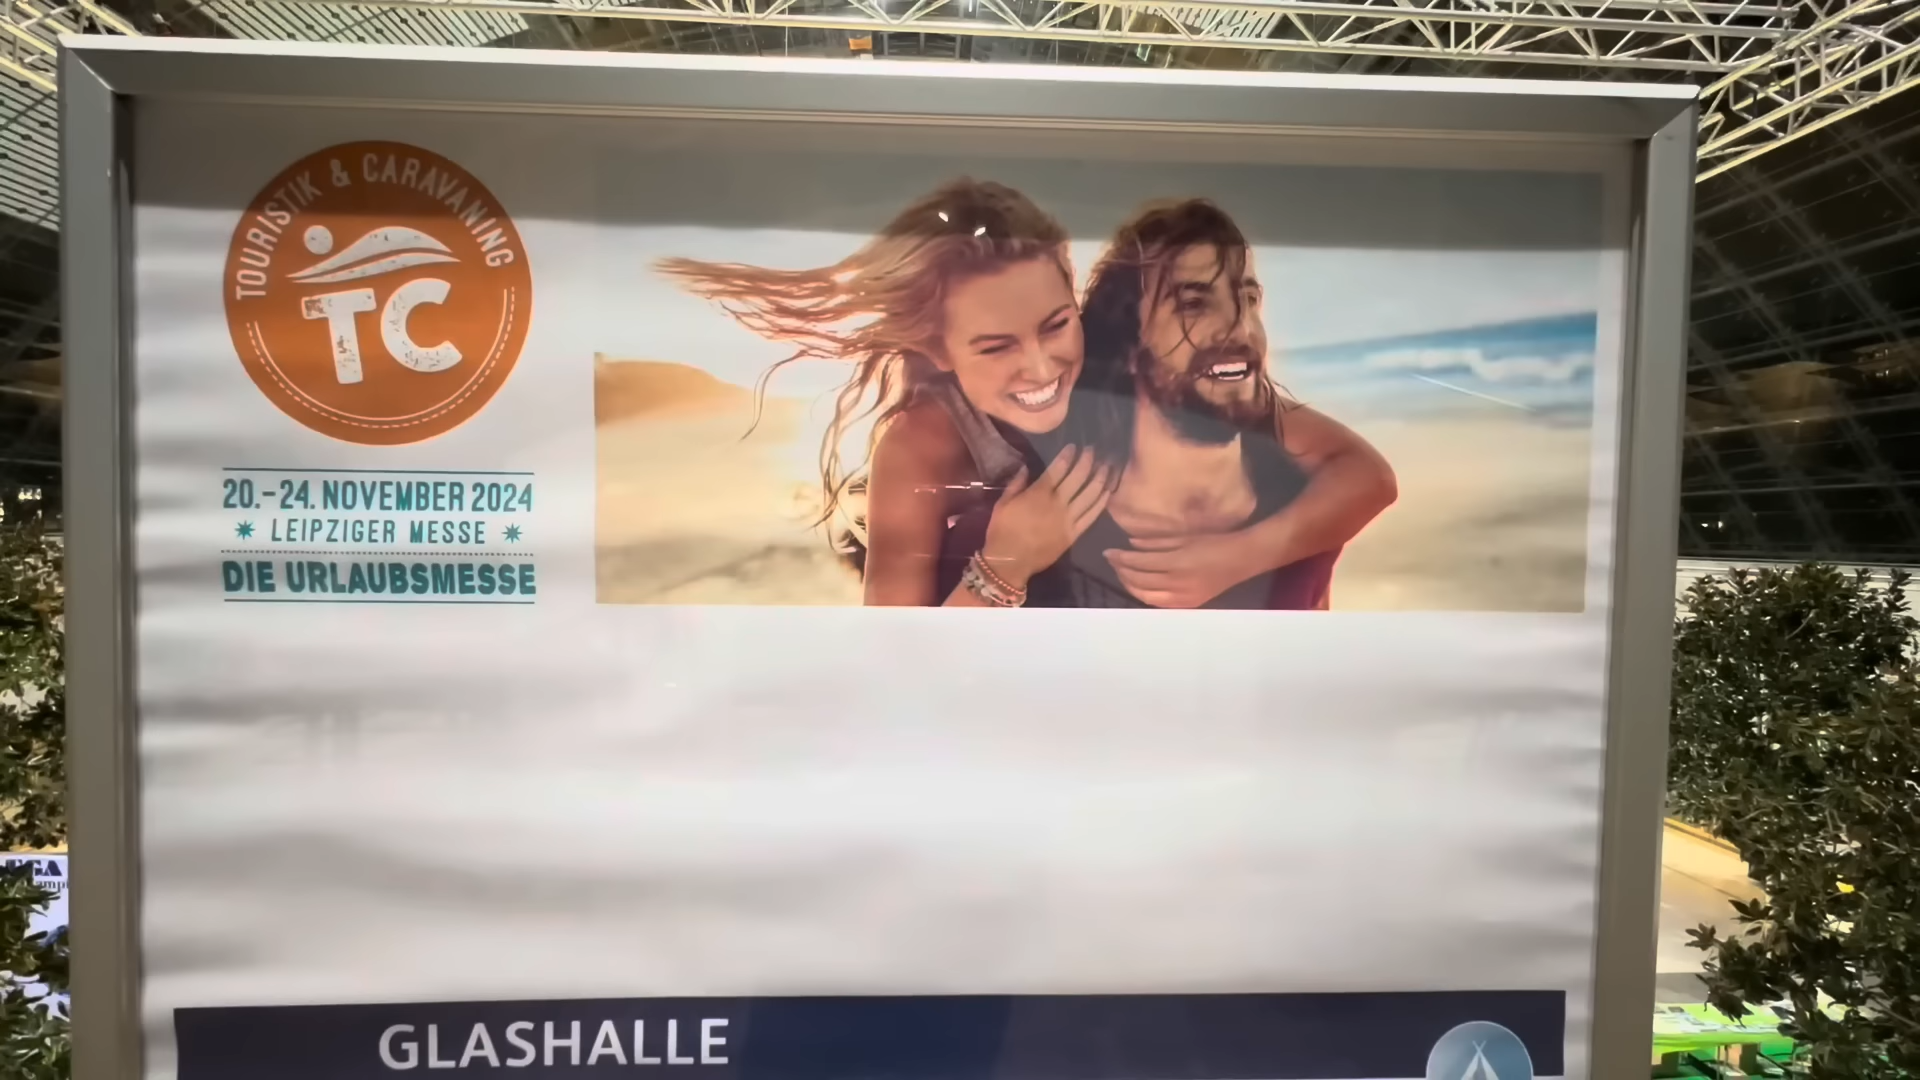 TOURISTIK & CARAVANING
TC
20.-24. NOVEMBER 2024
LEIPZIGER MESSE
DIE URLAUBSMESSE
GLASHALLE